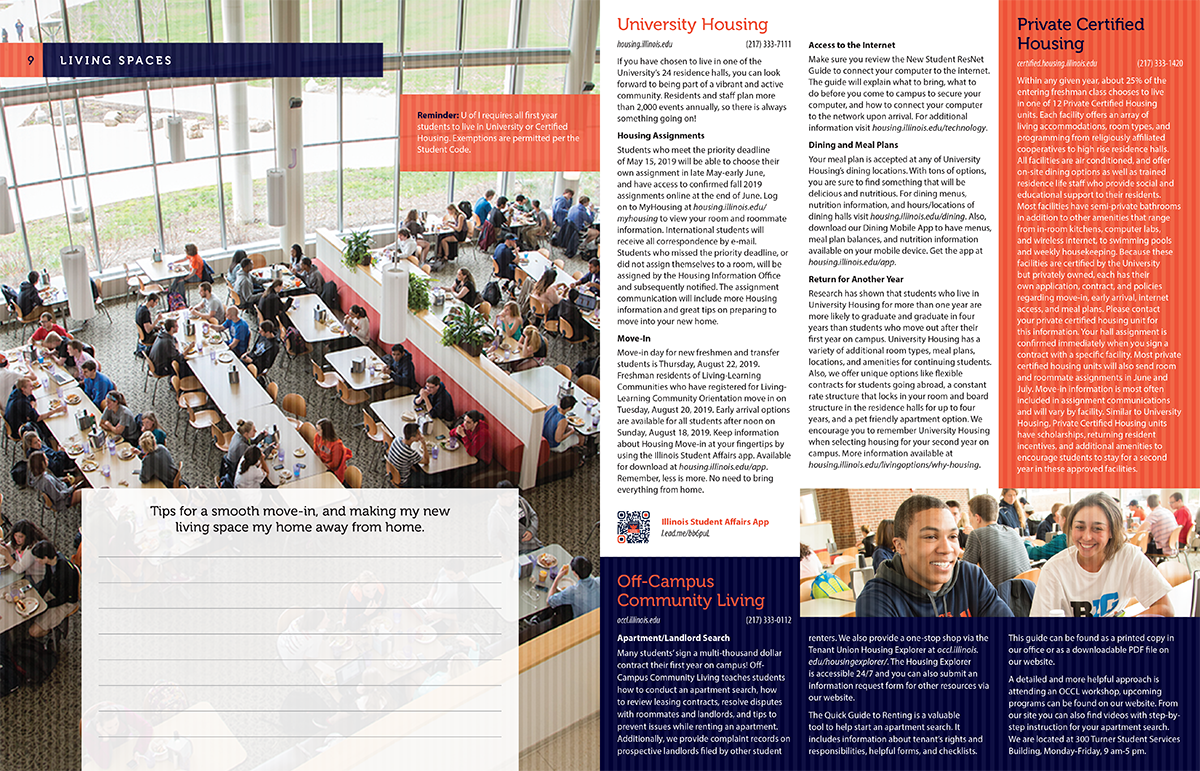 9
LIVING SPACES
Reminder: U of I requires all first year
students to live in University or Certified
Housing. Exemptions are permitted per the
Student Code.
Tips for a smooth move-in, and making my new
living space my home away from home.
University Housing
housing.illinois.edu (217) 333-7111
If you have chosen to live in one of the
University's 24 residence halls, you can look
forward to being part of a vibrant and active
community. Residents and staff plan more
than 2,000 events annually, so there is always
something going on!
Housing Assignments
Students who meet the priority deadline
of May 15, 2019 will be able to choose their
own assignment in late May-early June,
and have access to confirmed fall 2019
assignments online at the end of June. Log
on to MyHousing at housing.illinois.edu/
myhousing to view your room and roommate
information. International students will
receive all correspondence by e-mail.
Students who missed the priority deadline, or
did not assign themselves to a room, will be
assigned by the Housing Information Office
and subsequently notified. The assignment
communication will include more Housing
information and great tips on preparing to
move into your new home.
Move-In
Move-in day for new freshmen and transfer
students is Thursday, August 22, 2019.
Freshman residents of Living-Learning
Communities who have registered for Living-
Learning Community Orientation move in on
Tuesday, August 20, 2019. Early arrival options
are available for all students after noon on
Sunday, August 18, 2019. Keep information
about Housing Move-in at your fingertips by
using the Illinois Student Affairs app. Available
for download at housing.illinois.edu/app.
Remember, less is more. No need to bring
everything from home.
Illinois Student Affairs App
l.ead.me/bb6puL
Access to the Internet
Make sure you review the New Student ResNet
Guide to connect your computer to the Internet.
The guide will explain what to bring, what to
do before you come to campus to secure your
computer, and how to connect your computer
to the network upon arrival. For additional
information visit housing.illinois.edu/technology.
Dining and Meal Plans
Your meal plan is accepted at any of University
Housing's dining locations. With tons of options,
you are sure to find something that will be
delicious and nutritious. For dining menus,
nutrition information, and hours/locations of
dining halls visit housing.illinois.edu/dining. Also,
download our Dining Mobile App to have menus,
meal plan balances, and nutrition information
available on your mobile device. Get the app at
housing.illinois.edu/app.
Return for Another Year
Research has shown that students who live in
University Housing for more than one year are
more likely to graduate and graduate in four
years than students who move out after their
first year on campus. University Housing has a
variety of additional room types, meal plans,
locations, and amenities for continuing students.
Also, we offer unique options like flexible
contracts for students going abroad, a constant
rate structure that locks in your room and board
structure in the residence halls for up to four
years, and a pet friendly apartment option. We
encourage you to remember University Housing
when selecting housing for your second year on
campus. More information available at
housing.illinois.edu/livingoptions/why-housing.
Private Certified
Housing
certified.housing.illinois.edu (217) 333-1420
Within any given year, about 25% of the
entering freshman class chooses to live
in one of 12 Private Certified Housing
units. Each facility offers an array of
living accommodations, room types, and
programming from religiously affiliated
cooperatives to high rise residence halls.
All facilities are air conditioned, and offer
on-site dining options as well as trained
residence life staff who provide social and
educational support to their residents.
Most facilities have semi-private bathrooms
in addition to other amenities that range
from in-room kitchens, computer labs,
and wireless internet, to swimming pools
and weekly housekeeping. Because these
facilities are certified by the University
but privately owned, each has their
own application, contract, and policies
regarding move-in, early arrival, Internet
access, and meal plans. Please contact
your private certified housing unit for
this information. Your hall assignment is
confirmed immediately when you sign a
contract with a specific facility. Most private
certified housing units will also send room
and roommate assignments in June and
July. Move-in information is most often
included in assignment communications
and will vary by facility. Similar to University
Housing, Private Certified Housing units
have scholarships, returning resident
incentives, and additional amenities to
encourage students to stay for a second
year in these approved facilities.
Off-Campus
Community Living
occl.illinois.edu (217) 333-0112
Apartment/Landlord Search
Many students' sign a multi-thousand dollar
contract their first year on campus! Off-
Campus Community Living teaches students
how to conduct an apartment search, how
to review leasing contracts, resolve disputes
with roommates and landlords, and tips to
prevent issues while renting an apartment.
Additionally, we provide complaint records on
prospective landlords filed by other student
renters. We also provide a one-stop shop via the
Tenant Union Housing Explorer at occl.illinois.
edu/housingexplorer/. The Housing Explorer
is accessible 24/7 and you can also submit an
information request form for other resources via
our website.
The Quick Guide to Renting is a valuable
tool to help start an apartment search. It
includes information about tenant's rights and
responsibilities, helpful forms, and checklists.
This guide can be found as a printed copy in
our office or as a downloadable PDF file on
our website.
A detailed and more helpful approach is
attending an OCCL workshop, upcoming
programs can be found on our website. From
our site you can also find videos with step-by-
step instruction for your apartment search.
We are located at 300 Turner Student Services
Building, Monday-Friday, 9 am-5 pm.